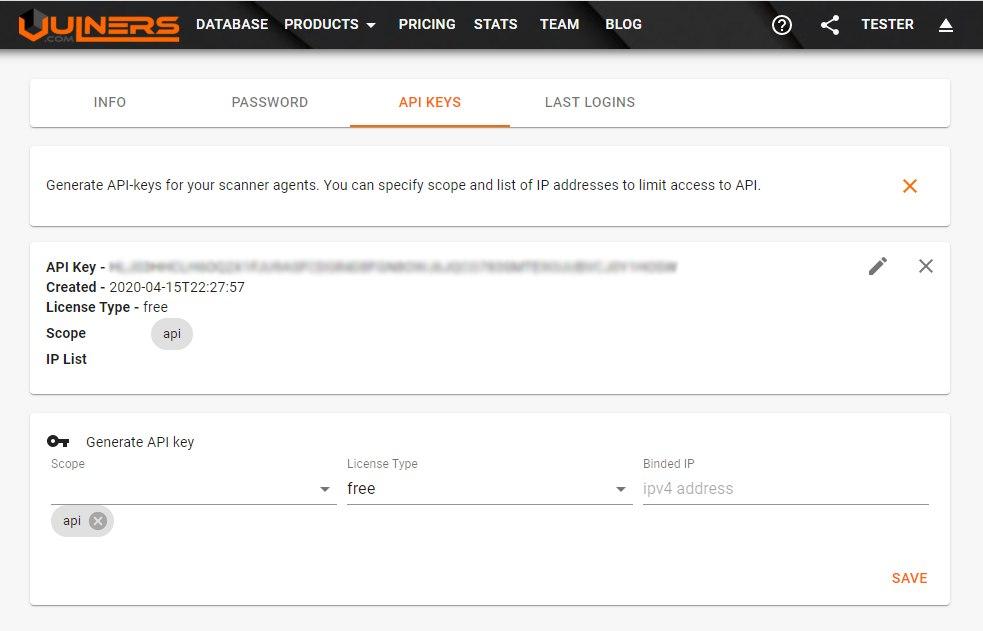 VULNERS
.COM
DATABASE PRODUCTS PRICING STATS TEAM BLOG ? TESTER
INFO PASSWORD API KEYS LAST LOGINS
Generate API-keys for your scanner agents. You can specify scope and list of IP addresses to limit access to API.
API Key -
Created - 2020-04-15T22:27:57
License Type - free
Scope api
IP List
Generate API key
Scope License Type Binded IP
free ipv4 address
api
SAVE